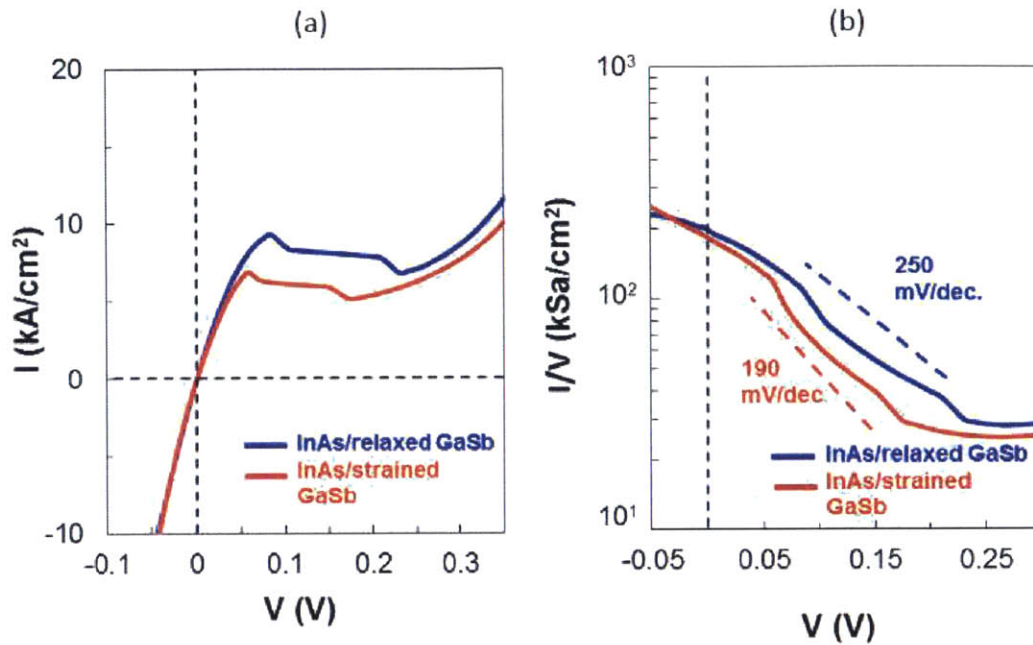 (a)
20
10
0
-10
-0.1
0
0.1
0.2
0.3
I (kA/cm²)
V (V)
InAs/relaxed GaSb
InAs/strained
GaSb
(b)
10³
10²
10¹
-0.05
0.05
0.15
0.25
I/V (kSa/cm²)
V (V)
250
mV/dec.
190
mV/dec
InAs/relaxed GaSb
InAs/strained
GaSb